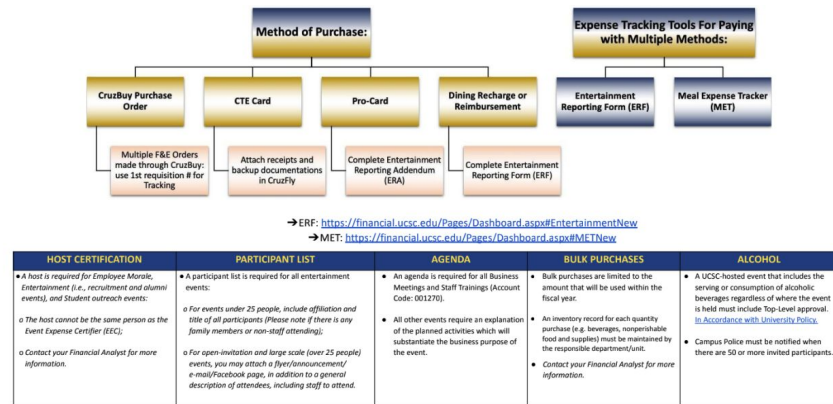 Method of Purchase:
Expense Tracking Tools For Paying
with Multiple Methods:
CruzBuy Purchase
Order
CTE Card
Pro-Card
Dining Recharge or
Reimbursement
Entertainment
Reporting Form (ERF)
Meal Expense Tracker
(MET)
Multiple F&E Orders
made through CruzBuy:
use 1st requisition # for
Tracking
Attach receipts and
backup documentations
in CruzFly
Complete Entertainment
Reporting Addendum
(ERA)
Complete Entertainment
Reporting Form (ERF)
➔ERF: https://financial.ucsc.edu/Pages/Dashboard.aspx#EntertainmentNew
➔MET: https://financial.ucsc.edu/Pages/Dashboard.aspx#METNew
HOST CERTIFICATION
● A host is required for Employee Morale,
Entertainment (i.e., recruitment and alumni
events), and Student outreach events:
o The host cannot be the same person as the
Event Expense Certifier (EEC);
● Contact your Financial Analyst for more
information.
PARTICIPANT LIST
● A participant list is required for all entertainment
events:
o For events under 25 people, include affiliation and
title of all participants (Please note if there is any
family members or non-staff attending);
o For open-invitation and large scale (over 25 people)
events, you may attach a flyer/announcement/
e-mail/Facebook page, in addition to a general
description of attendees, including staff to attend.
AGENDA
● An agenda is required for all Business
Meetings and Staff Trainings (Account
Code: 001270).
● All other events require an explanation
of the planned activities which will
substantiate the business purpose of
the event.
BULK PURCHASES
● Bulk purchases are limited to the
amount that will be used within the
fiscal year.
An inventory record for each quantity
purchase (e.g. beverages, nonperishable
food and supplies) must be maintained by
the responsible department/unit.
● Contact your Financial Analyst for more
information.
ALCOHOL
● A UCSC-hosted event that includes the
serving or consumption of alcoholic
beverages regardless of where the event
is held must include Top-Level approval.
In Accordance with University Policy.
● Campus Police must be notified when
there are 50 or more invited participants.